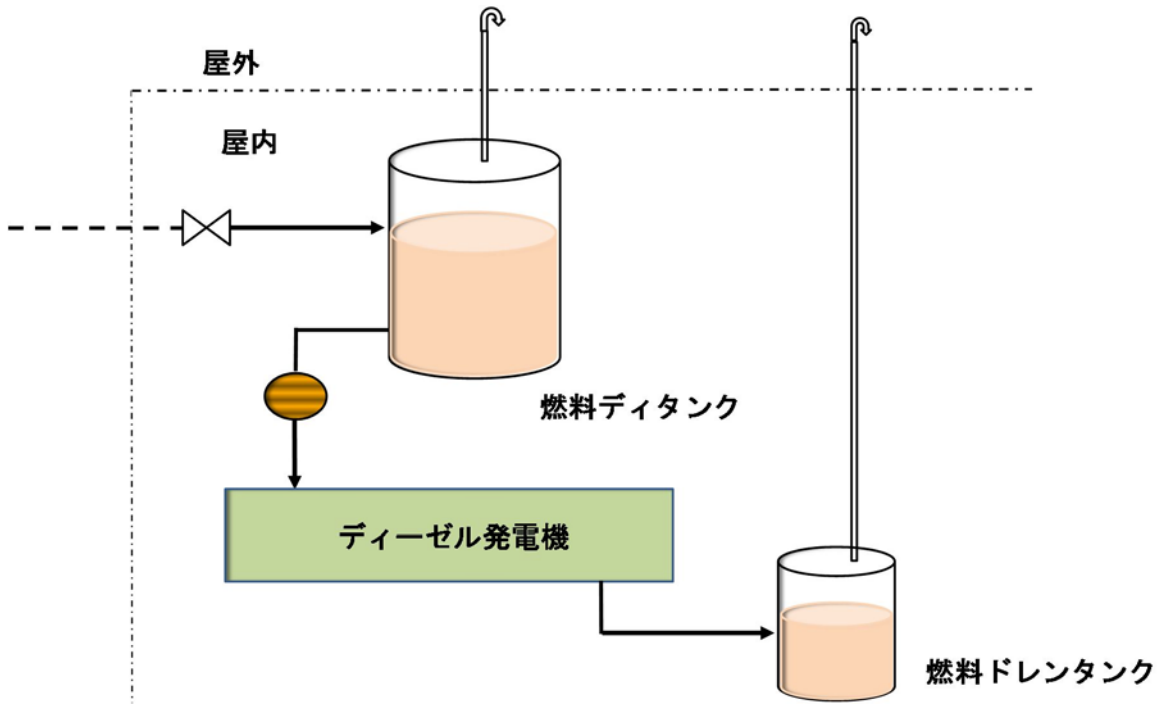 屋外
屋内
燃料ディタンク
ディーゼル発電機
燃料ドレンタンク